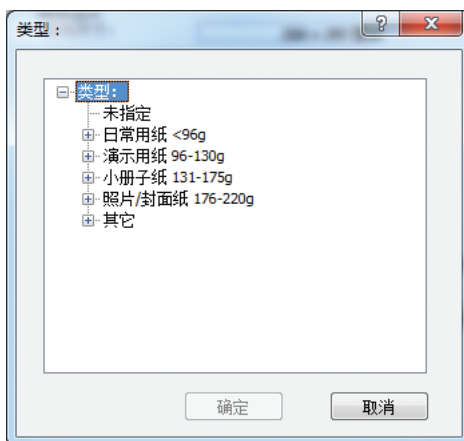 类型：
类型：
未指定
日常用纸 <96g
演示用纸 96-130g
小册子纸 131-175g
照片/封面纸 176-220g
其它
确定
取消